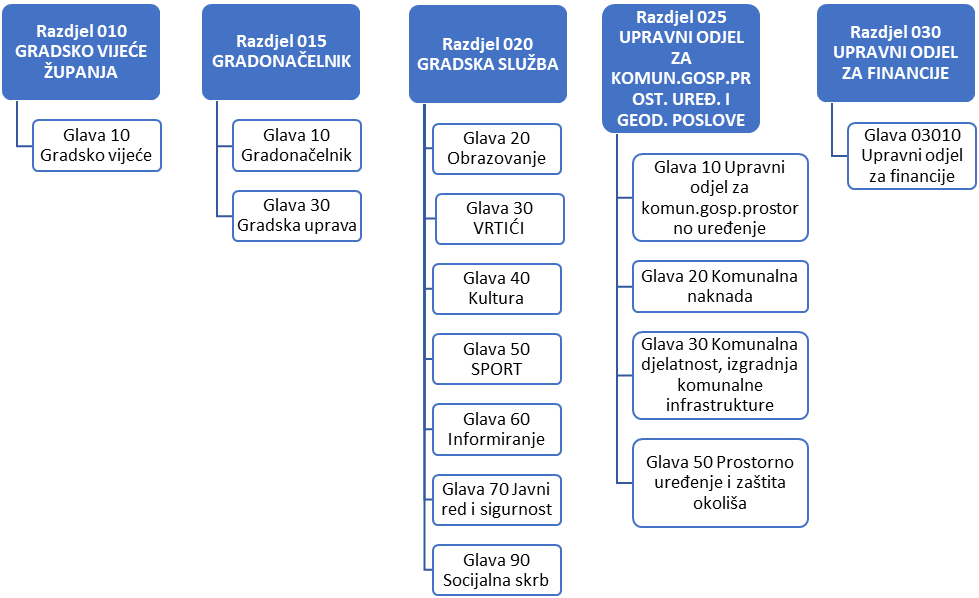 Razdjel 010
GRADSKO VIJEĆE
ŽUPANJA
Glava 10
Gradsko vijeće
Razdjel 015
GRADONAČELNIK
Glava 10
Gradonačelnik
Glava 30
Gradska uprava
Razdjel 020
GRADSKA SLUŽBA
Glava 20
Obrazovanje
Glava 30
VRTIĆI
Glava 40
Kultura
Glava 50
SPORT
Glava 60
Informiranje
Glava 70 Javni
red i sigurnost
Glava 90
Socijalna skrb
Razdjel 025
UPRAVNI ODJEL
ZA
KOMUN.GOSP.PR
OST. UREĐ. I
GEOD. POSLOVE
Glava 10 Upravni
odjel za
komun.gosp.prostor
no uređenje
Glava 20 Komunalna
naknada
Glava 30 Komunalna
djelatnost, izgradnja
komunalne
infrastrukture
Glava 50 Prostorno
uređenje i zaštita
okoliša
Razdjel 030
UPRAVNI ODJEL
ZA FINANCIJE
Glava 03010
Upravni odjel
za financije